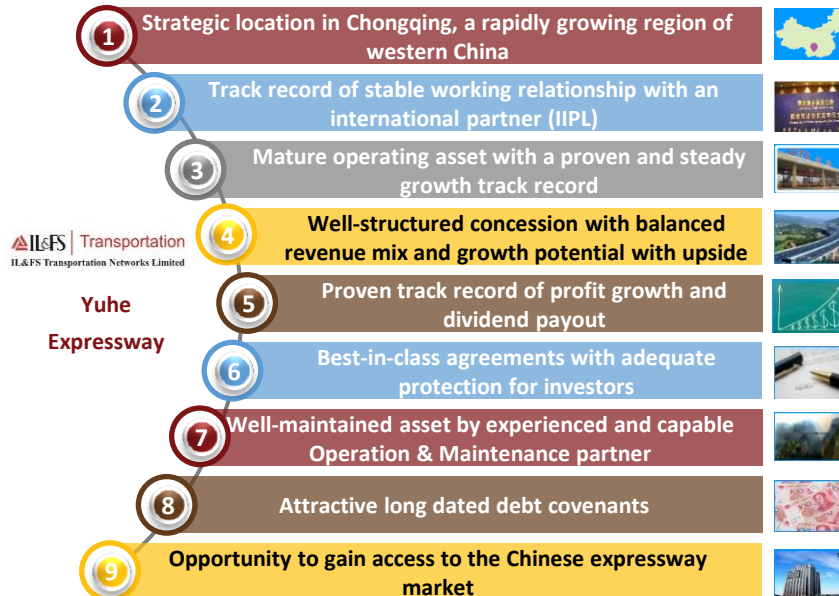 1
Strategic location in Chongqing, a rapidly growing region of
western China
2
Track record of stable working relationship with an
international partner (IIPL)
3
Mature operating asset with a proven and steady
growth track record
IL&FS Transportation
IL&FS Transportation Networks Limited
Yuhe
Expressway
4
Well-structured concession with balanced
revenue mix and growth potential with upside
5
Proven track record of profit growth and
dividend payout
6
Best-in-class agreements with adequate
protection for investors
7
Well-maintained asset by experienced and capable
Operation & Maintenance partner
8
Attractive long dated debt covenants
9
Opportunity to gain access to the Chinese expressway
market